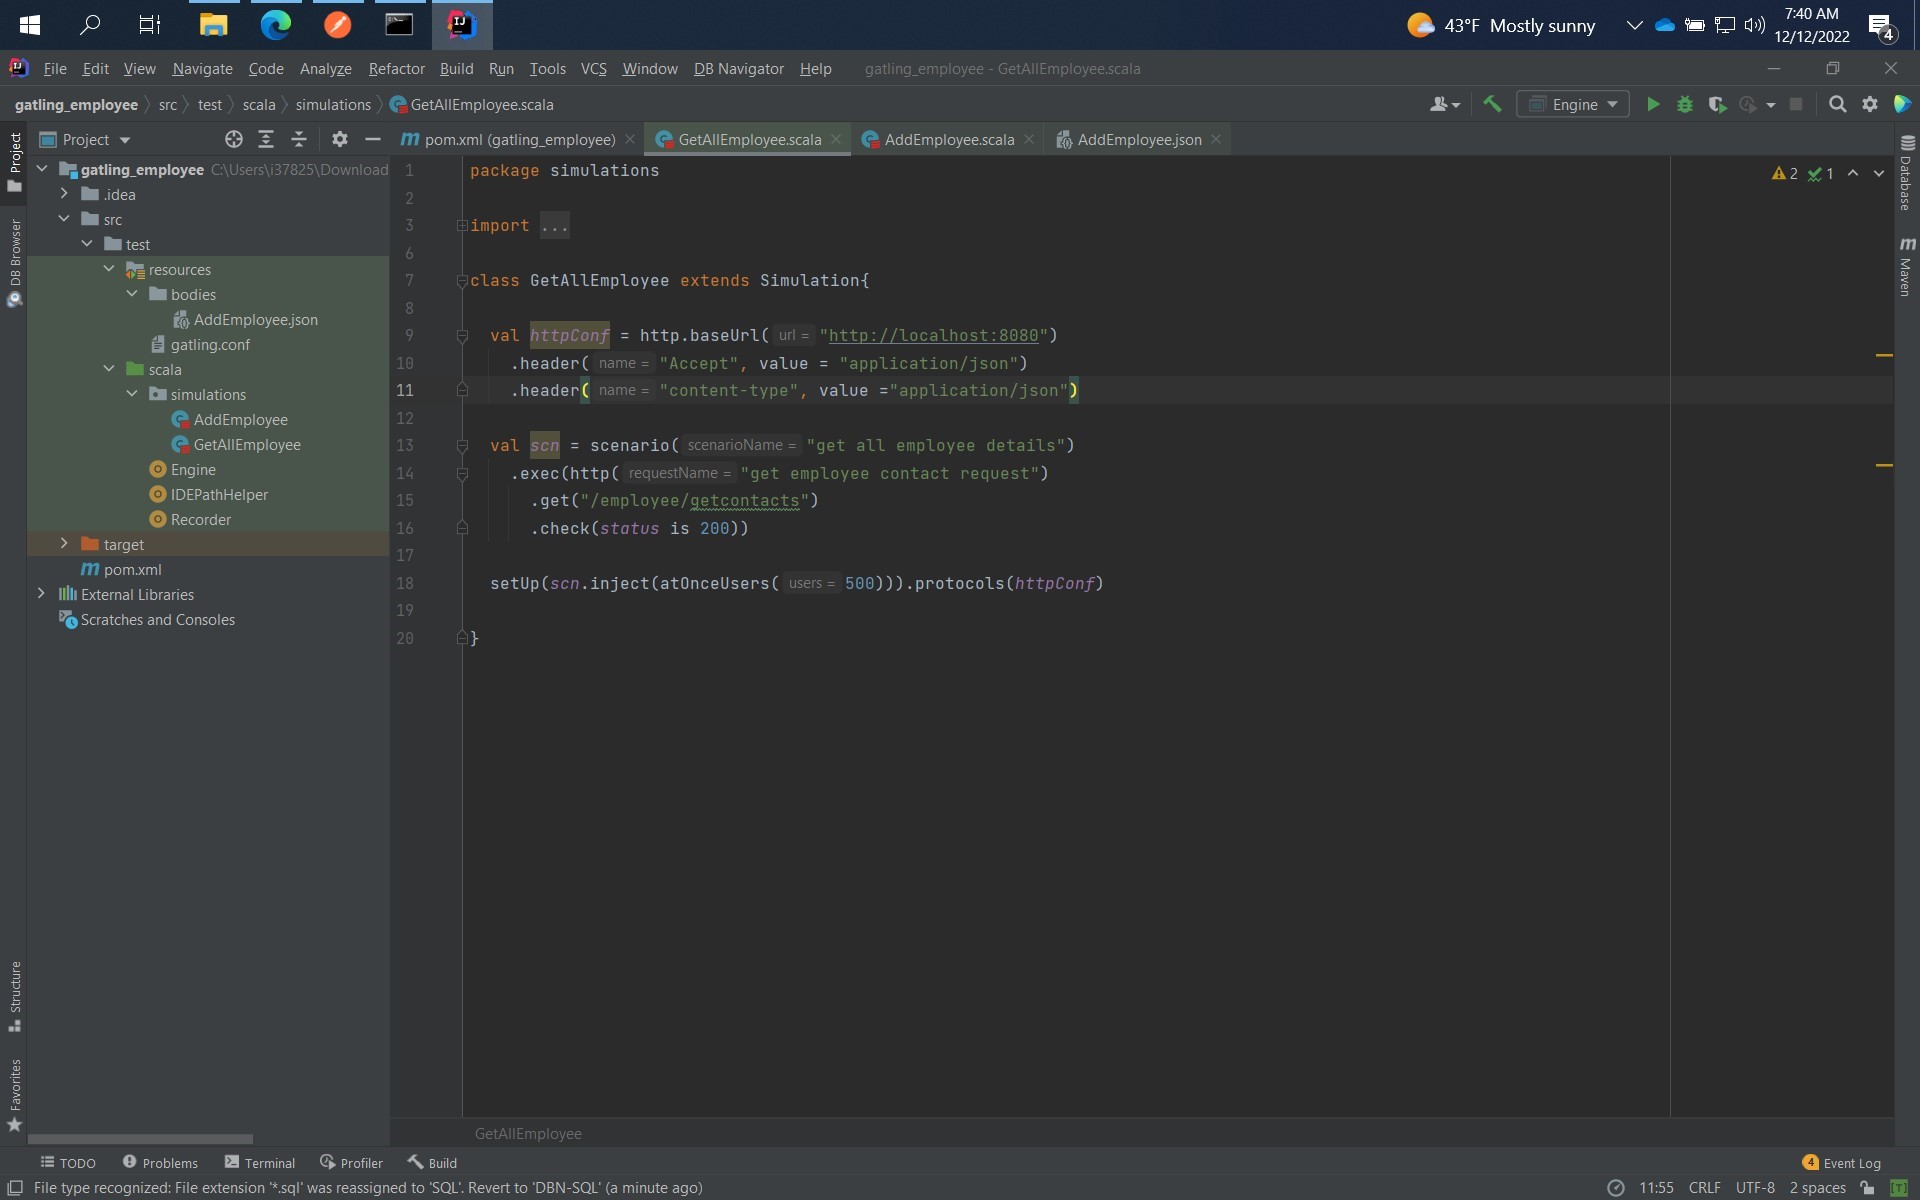 43°F Mostly sunny
7:40 AM
12/12/2022
4
File Edit View Navigate Code Analyze Refactor Build Run Tools VCS Window DB Navigator Help gatling_employee - GetAllEmployee.scala
gatling_employee src test scala simulations GetAllEmployee.scala
Engine
Project
pom.xml (gatling_employee)
GetAllEmployee.scala
AddEmployee.scala
AddEmployee.json
Project
DB Browser
Structure
Favorites
gatling_employee C:\Users\i37825\Download
.idea
src
test
resources
bodies
AddEmployee.json
gatling.conf
scala
simulations
AddEmployee
GetAllEmployee
Engine
IDEPathHelper
Recorder
target
pom.xml
External Libraries
Scratches and Consoles
1 package simulations
2
3 import ...
6
7 class GetAllEmployee extends Simulation{
8
9 val httpConf = http.baseUrl( url = "http://localhost:8080")
10 .header( name = "Accept", value = "application/json")
11 .header( name = "content-type", value ="application/json")
12
13 val scn = scenario( scenarioName = "get all employee details")
14 .exec(http( requestName = "get employee contact request")
15 .get("/employee/getcontacts")
16 .check(status is 200))
17
18 setUp(scn.inject(atOnceUsers( users = 500))).protocols(httpConf)
19
20 }
2 1
Database
Maven
GetAllEmployee
TODO Problems Terminal Profiler Build
4 Event Log
File type recognized: File extension '*.sql' was reassigned to 'SQL'. Revert to 'DBN-SQL' (a minute ago)
11:55 CRLF UTF-8 2 spaces [T]